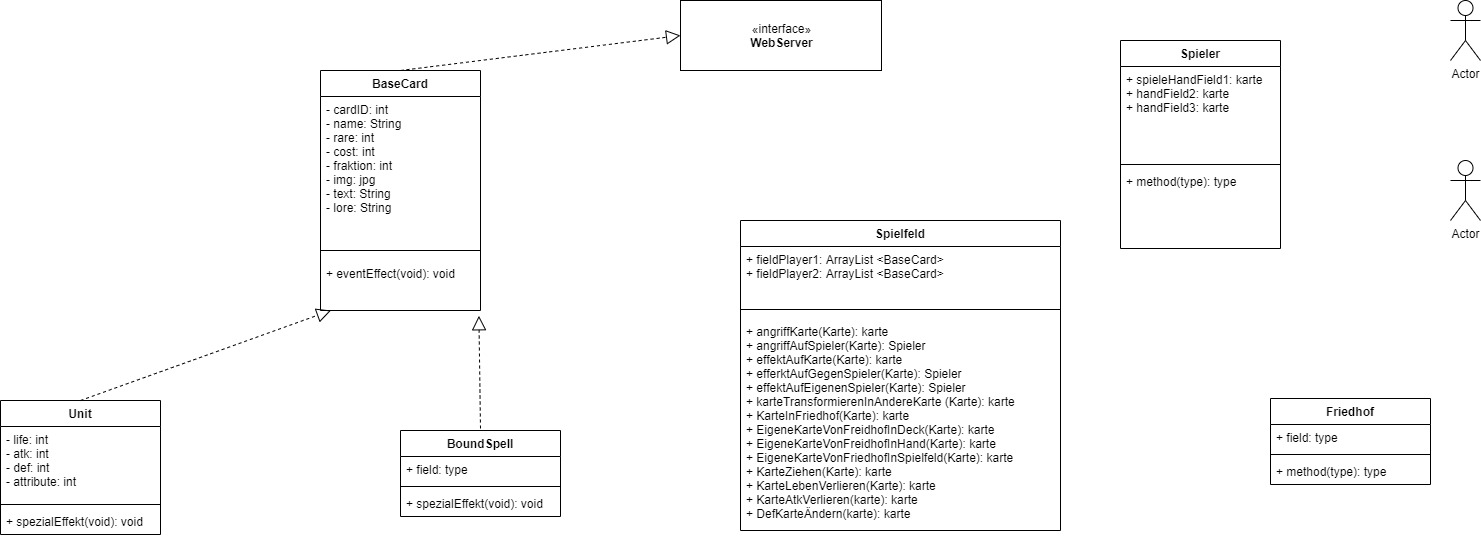 «interface»
WebServer
BaseCard
- cardID: int
- name: String
- rare: int
- cost: int
- fraktion: int
- img: jpg
- text: String
- lore: String
+ eventEffect(void): void
Unit
- life: int
- atk: int
- def: int
- attribute: int
+ spezialEffekt(void): void
BoundSpell
+ field: type
+ spezialEffekt(void): void
Spielfeld
+ fieldPlayer1: ArrayList <BaseCard>
+ fieldPlayer2: ArrayList <BaseCard>
+ angriffKarte(Karte): karte
+ angriffAufSpieler(Karte): Spieler
+ effektAufKarte(Karte): karte
+ efferktAufGegenSpieler(Karte): Spieler
+ effektAufEigenenSpieler(Karte): Spieler
+ karteTransformierenInAndereKarte (Karte): karte
+ KarteInFriedhof(Karte): karte
+ EigeneKarteVonFreidhofInDeck(Karte): karte
+ EigeneKarteVonFreidhofInHand(Karte): karte
+ EigeneKarteVonFriedhofInSpielfeld(Karte): karte
+ KarteZiehen(Karte): karte
+ KarteLebenVerlieren(Karte): karte
+ KarteAtkVerlieren(karte): karte
+ DefKarteÄndern(karte): karte
Spieler
+ spieleHandField1: karte
+ handField2: karte
+ handField3: karte
+ method(type): type
Actor
Actor
Friedhof
+ field: type
+ method(type): type